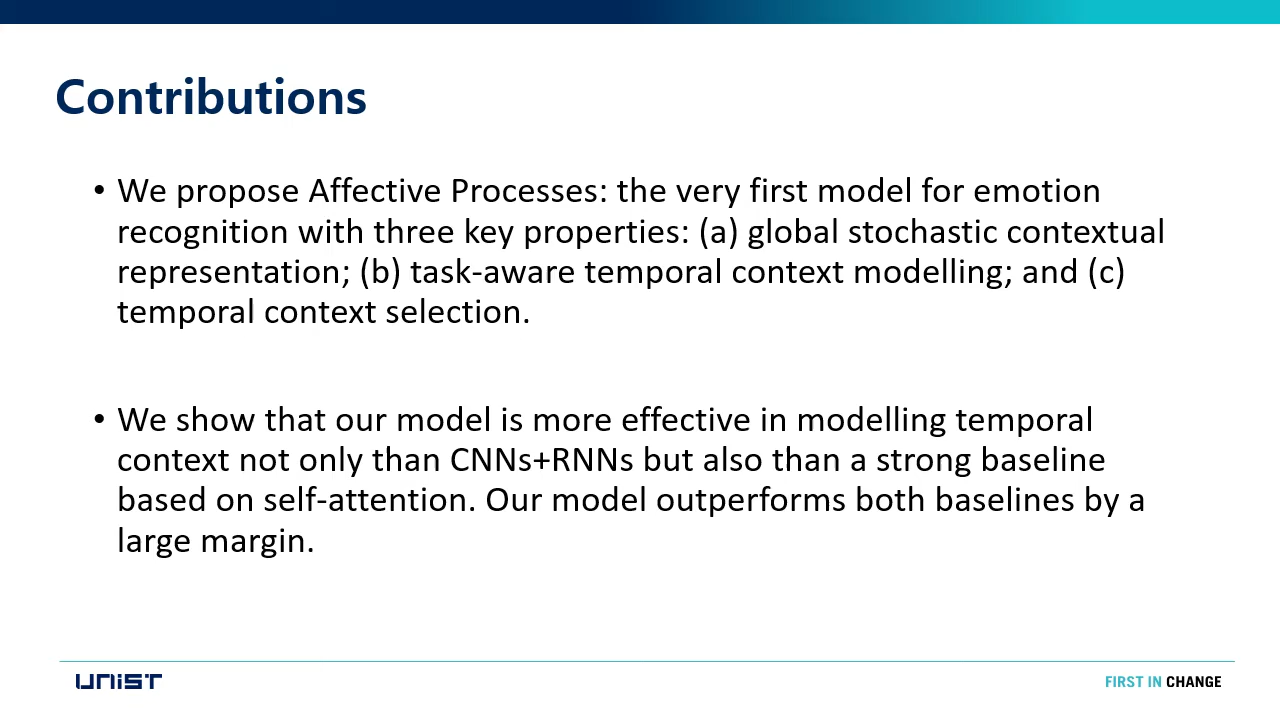 Contributions
• We propose Affective Processes: the very first model for emotion
recognition with three key properties: (a) global stochastic contextual
representation; (b) task-aware temporal context modelling; and (c)
temporal context selection.
• We show that our model is more effective in modelling temporal
context not only than CNNs+RNNs but also than a strong baseline
based on self-attention. Our model outperforms both baselines by a
large margin.
UNIST
FIRST IN CHANGE